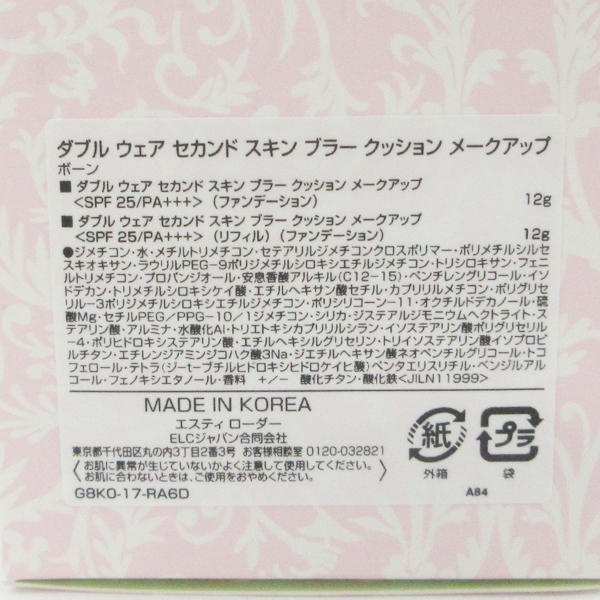 ダブル ウェア セカンド スキン ブラー クッション メークアップ
ボーン
■ ダブル ウェア セカンド スキン ブラー クッション メークアップ
<SPF 25/PA+++>（ファンデーション） 12g
■ ダブル ウェア セカンド スキン ブラー クッション メークアップ
<SPF 25/PA+++>（リフィル）（ファンデーション） 12g
●ジメチコン・水・メチルトリメチコン・セテアリルジメチコンクロスポリマー・ポリメチルシルセ
スキオキサン・ラウリルPEG-9ポリジメチルシロキシエチルジメチコン・トリシロキサン・フェニ
ルトリメチコン・プロパンジオール・安息香酸アルキル(C12-15)・ペンチレングリコール・イソ
ドデカン・トリメチルシロキシケイ酸・エチルヘキサン酸セチル・カプリリルメチコン・ポリグリセ
リル-3ポリジメチルシロキシエチルジメチコン・ポリシリコーン-11・オクチルドデカノール・硫
酸Mg・セチルPEG/PPG-10/1ジメチコン・シリカ・ジステアルジモニウムヘクトライト・ス
テアリン酸・アルミナ・水酸化Al・トリエトキシカプリリルシラン・イソステアリン酸ポリグリセリル
-4・ポリヒドロキシステアリン酸・エチルヘキシルグリセリン・トリイソステアリン酸イソプロピ
ルチタン・エチレンジアミンジコハク酸3Na・ジエチルヘキサン酸ネオペンチルグリコール・トコ
フェロール・テトラ(ジ-t-ブチルヒドロキシヒドロケイヒ酸)ペンタエリスリチル・ベンジルアル
コール・フェノキシエタノール・香料 +/- 酸化チタン・酸化鉄<JILN11999>
MADE IN KOREA
エスティ ローダー
ELCジャパン合同会社
東京都千代田区丸の内3丁目2番3号 お客様相談室 0120-032821
お肌に異常が生じていないかよく注意して使用してください。
お肌に合わないときは、ご使用をおやめください。
G8K0-17-RA6D
紙
外箱
プラ
袋
A84